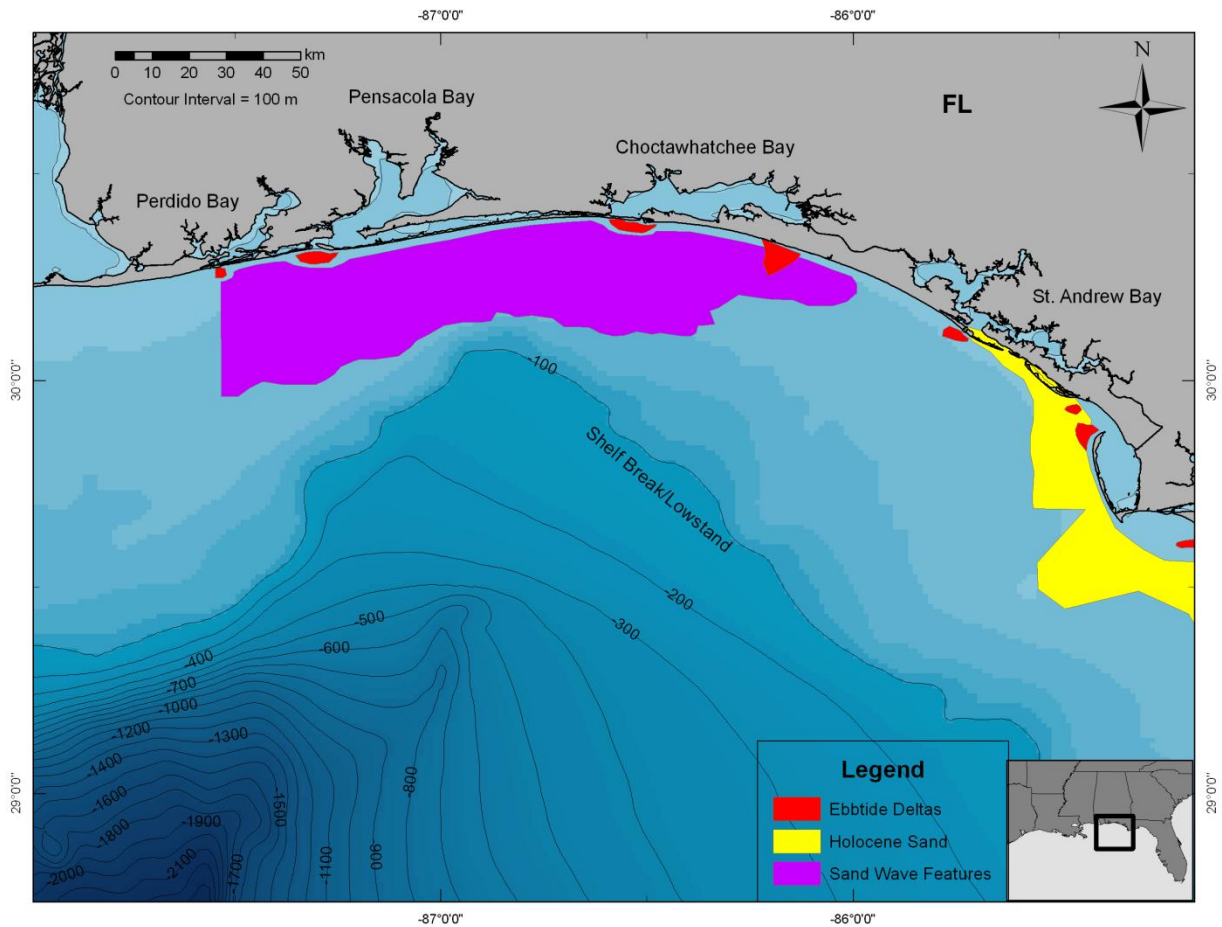 -87°0'0"
-86°0'0"
km
0 10 20 30 40 50
Contour Interval = 100 m
N
FL
Pensacola Bay
Choctawhatchee Bay
Perdido Bay
St. Andrew Bay
30°0'0"
30°0'0"
-100
Shelf Break/Lowstand
-200
-300
-500
-600
-400
-700
-1000
-1200
-1300
-1400
-1600
-1800
-1900
-2000
-2100
-1500
-1700
-1100
-900
-800
29°0'0"
29°0'0"
Legend
Ebbtide Deltas
Holocene Sand
Sand Wave Features
-87°0'0"
-86°0'0"